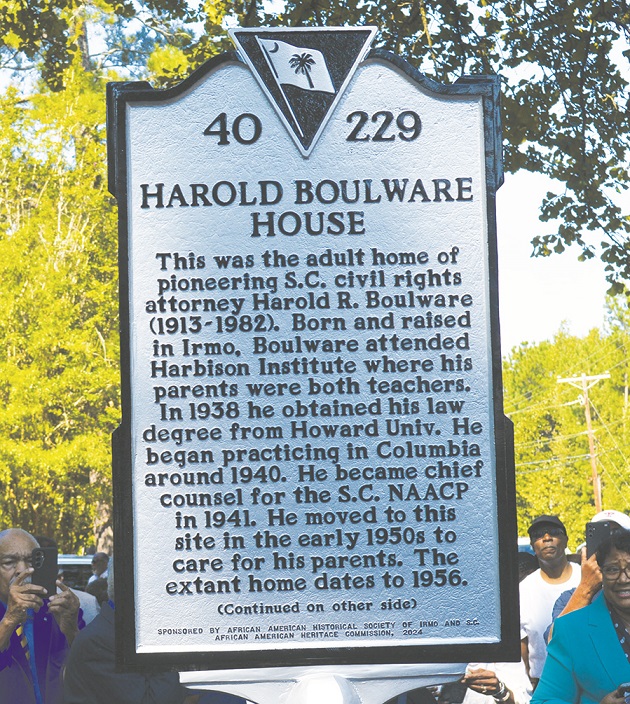 40 229
HAROLD BOULWARE
HOUSE
This was the adult home of
pioneering S.C. civil rights
attorney Harold R. Boulware
(1913-1982). Born and raised
in Irmo, Boulware attended
Harbison Institute where his
parents were both teachers.
In 1938 he obtained his law
degree from Howard Univ. He
began practicing in Columbia
around 1940. He became chief
counsel for the S.C. NAACP
in 1941. He moved to this
site in the early 1950s to
care for his parents. The
extant home dates to 1956.
(Continued on other side)
SPONSORED BY AFRICAN AMERICAN HISTORICAL SOCIETY OF IRMO AND S.C.
AFRICAN AMERICAN HERITAGE COMMISSION, 2024